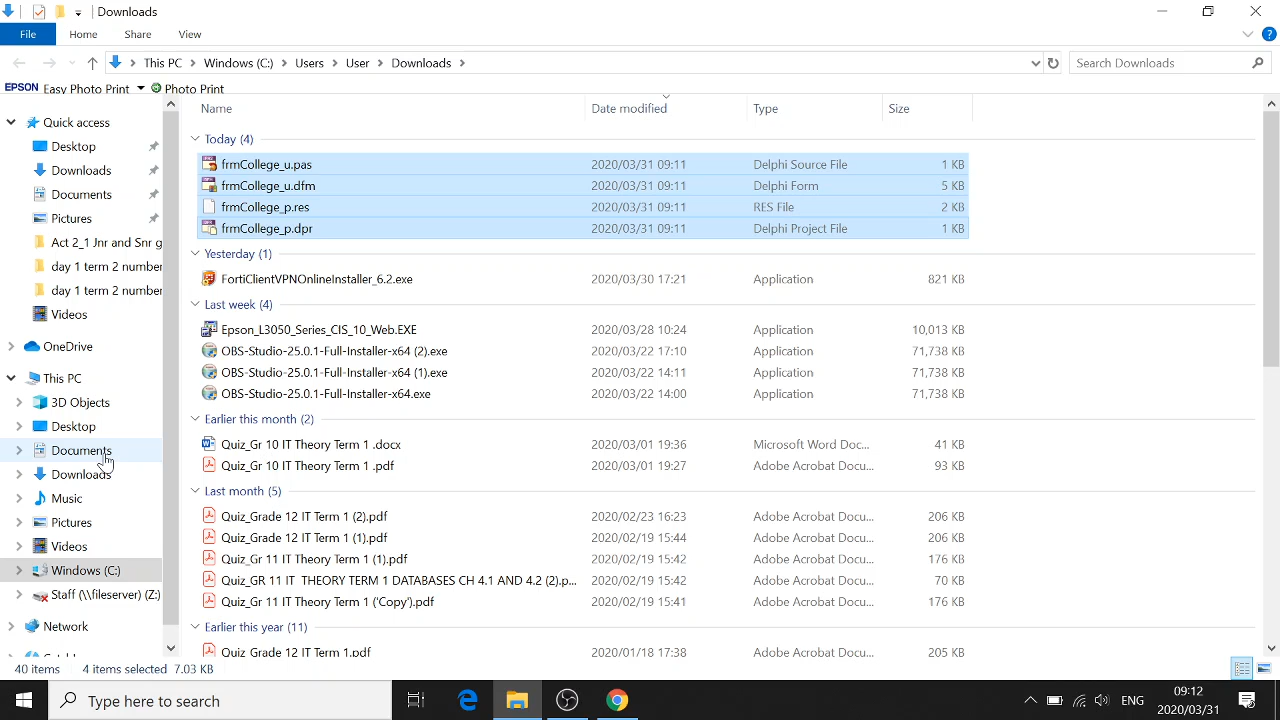 Downloads
File Home Share View
This PC Windows (C:) Users User Downloads
Search Downloads
EPSON Easy Photo Print Photo Print
Name Date modified Type Size
Quick access
Desktop
Downloads
Documents
Pictures
Act 2_1 Jnr and Snr g
day 1 term 2 number
day 1 term 2 number
Videos
OneDrive
This PC
3D Objects
Desktop
Documents
Downloads
Music
Pictures
Videos
Windows (C:)
Staff (\\fileserver) (Z:)
Network
Today (4)
frmCollege_u.pas 2020/03/31 09:11 Delphi Source File 1 KB
frmCollege_u.dfm 2020/03/31 09:11 Delphi Form 5 KB
frmCollege_p.res 2020/03/31 09:11 RES File 2 KB
frmCollege_p.dpr 2020/03/31 09:11 Delphi Project File 1 KB
Yesterday (1)
FortiClientVPNOnlineInstaller_6.2.exe 2020/03/30 17:21 Application 821 KB
Last week (4)
Epson_L3050_Series_CIS_10_Web.EXE 2020/03/28 10:24 Application 10,013 KB
OBS-Studio-25.0.1-Full-Installer-x64 (2).exe 2020/03/22 17:10 Application 71,738 KB
OBS-Studio-25.0.1-Full-Installer-x64 (1).exe 2020/03/22 14:11 Application 71,738 KB
OBS-Studio-25.0.1-Full-Installer-x64.exe 2020/03/22 14:00 Application 71,738 KB
Earlier this month (2)
Quiz_Gr 10 IT Theory Term 1 .docx 2020/03/01 19:36 Microsoft Word Doc... 41 KB
Quiz_Gr 10 IT Theory Term 1 .pdf 2020/03/01 19:27 Adobe Acrobat Docu... 93 KB
Last month (5)
Quiz_Grade 12 IT Term 1 (2).pdf 2020/02/23 16:23 Adobe Acrobat Docu... 206 KB
Quiz_Grade 12 IT Term 1 (1).pdf 2020/02/19 15:44 Adobe Acrobat Docu... 206 KB
Quiz_Gr 11 IT Theory Term 1 (1).pdf 2020/02/19 15:42 Adobe Acrobat Docu... 176 KB
Quiz_GR 11 IT THEORY TERM 1 DATABASES CH 4.1 AND 4.2 (2).p... 2020/02/19 15:42 Adobe Acrobat Docu... 70 KB
Quiz_Gr 11 IT Theory Term 1 ('Copy').pdf 2020/02/19 15:41 Adobe Acrobat Docu... 176 KB
Earlier this year (11)
Quiz_Grade 12 IT Term 1.pdf 2020/01/18 17:38 Adobe Acrobat Docu... 205 KB
40 items 4 items selected 7.03 KB
Type here to search
ENG
09:12
2020/03/31